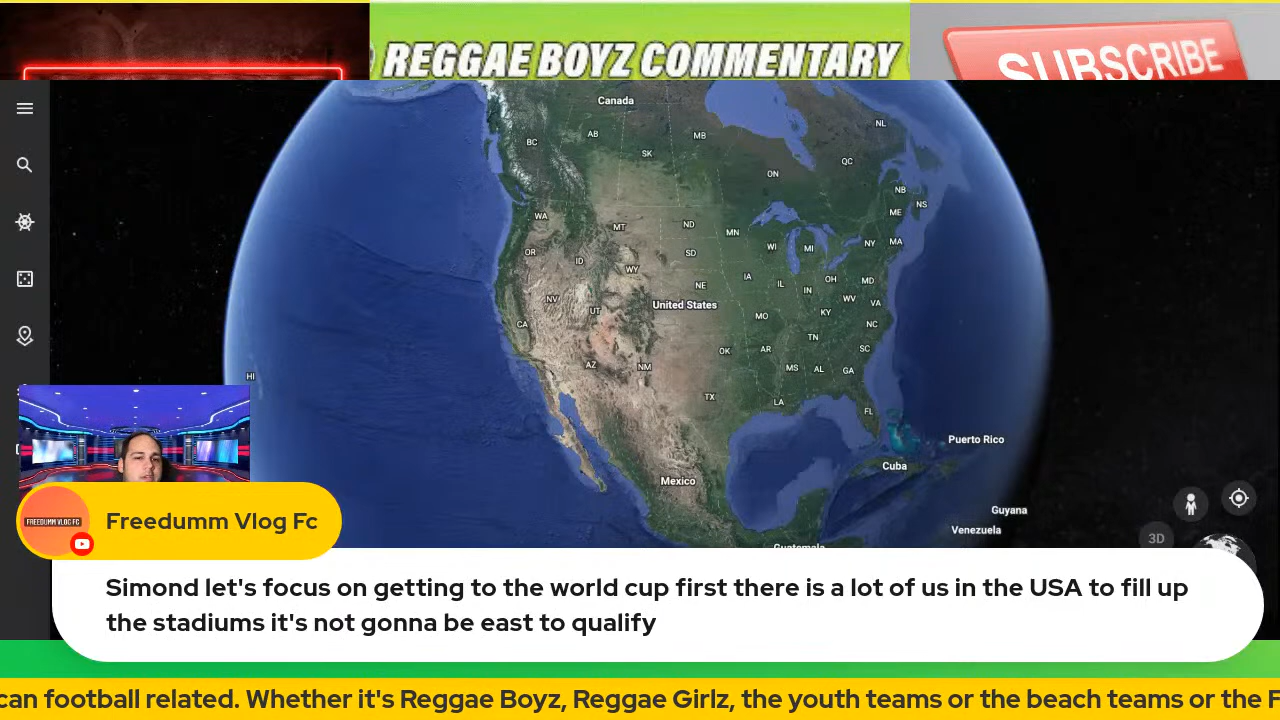 REGGAE BOYZ COMMENTARY
SUBSCRIBE
Canada
NL
AB
MB
BC
SK
QC
ON
NB
NS
ME
WA
MT
ND
MN
WI
MI
NY
MA
OR
ID
SD
WY
IA
OH
MD
NE
IL
IN
WV
VA
NV
UT
United States
MO
KY
CA
NC
TN
OK
AR
SC
AZ
NM
MS
AL
GA
HI
TX
LA
FL
Puerto Rico
Cuba
Mexico
Guyana
Venezuela
3D
Guatemala
FREEDUMM VLOG FC
Freedumm Vlog Fc
Simond let's focus on getting to the world cup first there is a lot of us in the USA to fill up
the stadiums it's not gonna be east to qualify
can football related. Whether it's Reggae Boyz, Reggae Girlz, the youth teams or the beach teams or the F